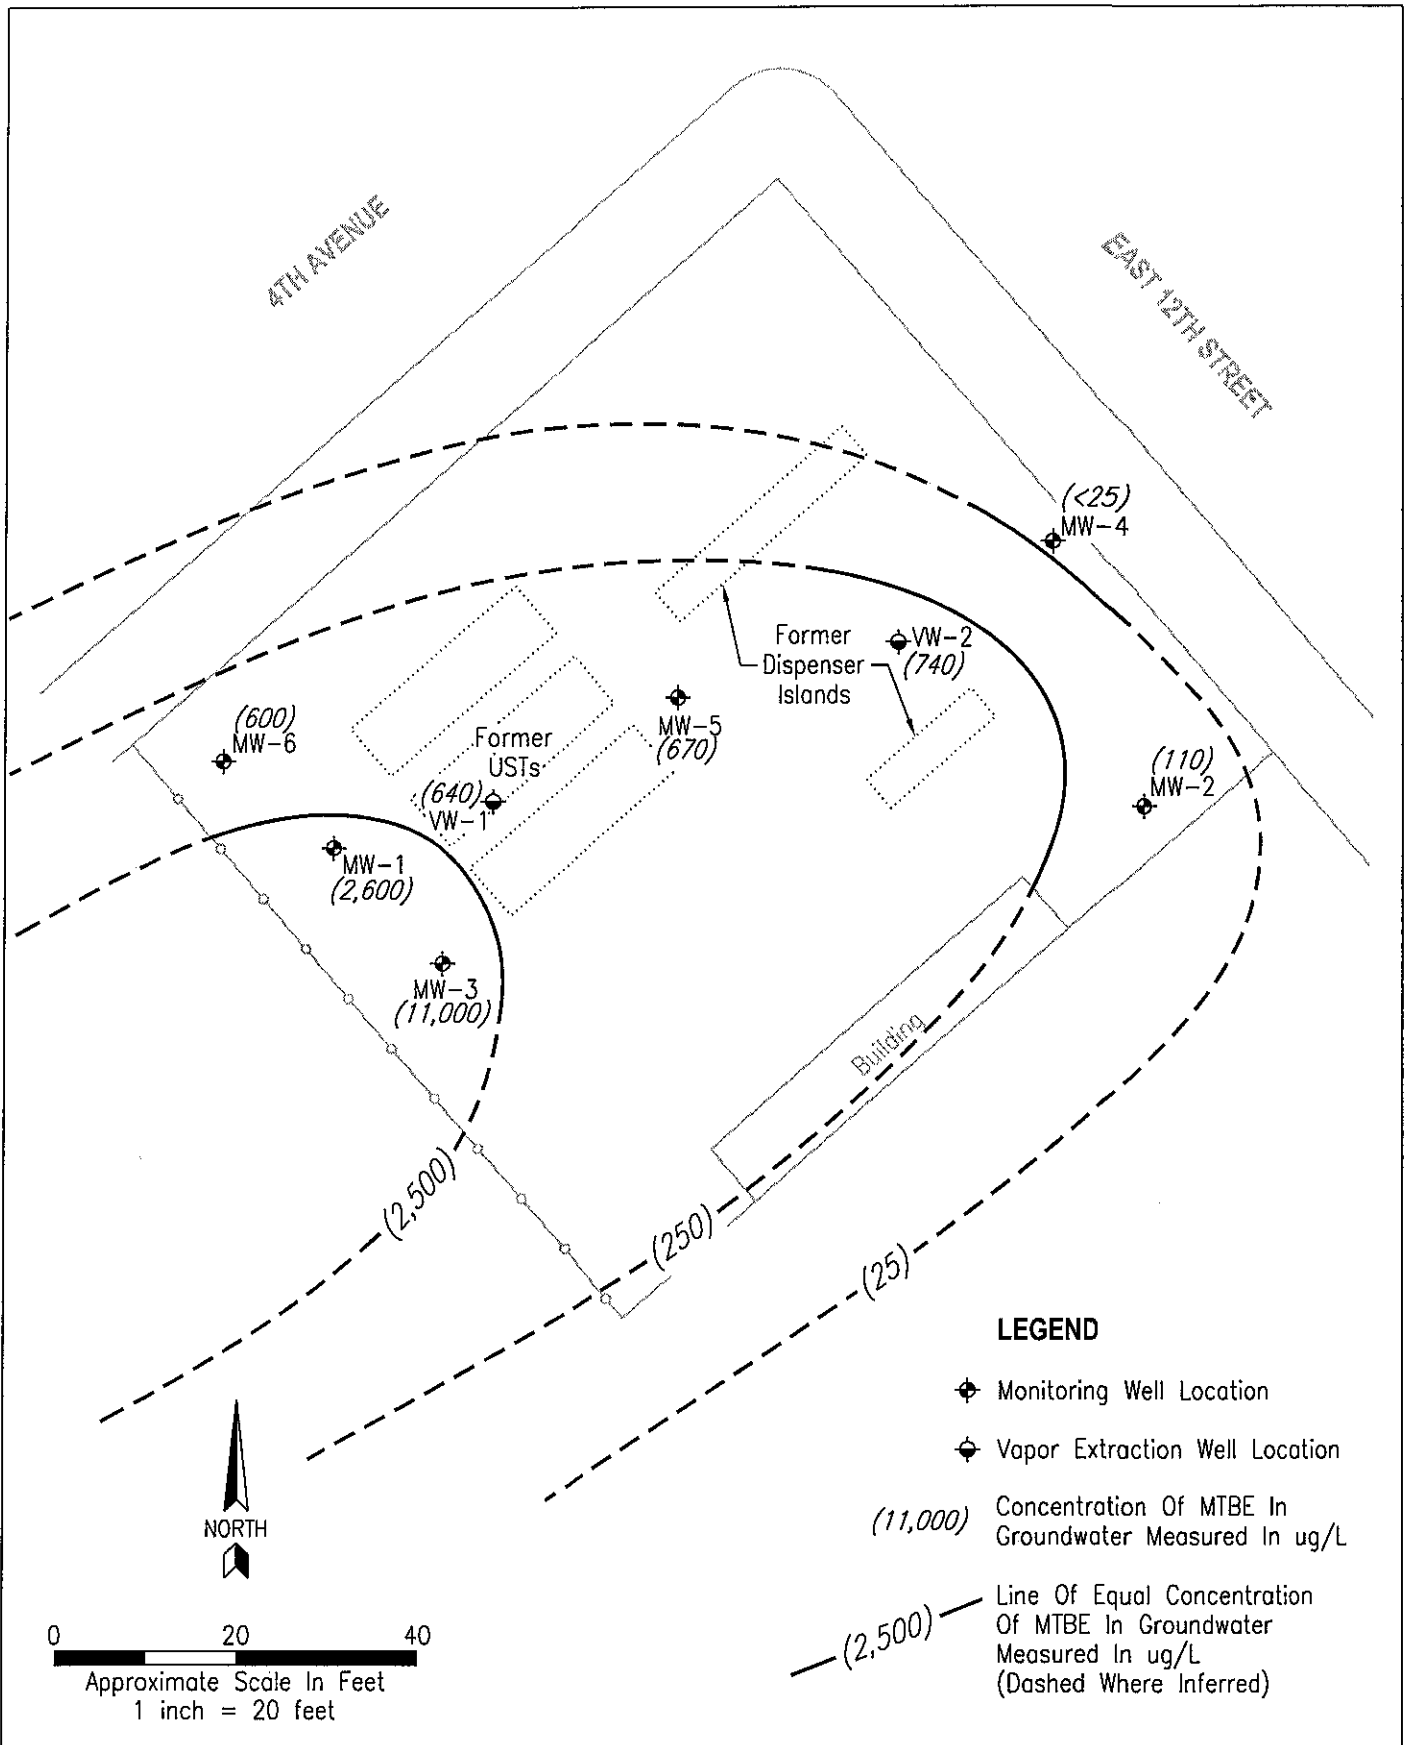 4TH AVENUE
EAST 12TH STREET
(<25)
MW-4
Former
Dispenser
Islands
VW-2
(740)
MW-5
(670)
(600)
MW-6
Former
USTs
(640)
VW-1
(110)
MW-2
MW-1
(2,600)
MW-3
(11,000)
Building
(2,500)
(250)
(25)
LEGEND
Monitoring Well Location
Vapor Extraction Well Location
(11,000)
Concentration Of MTBE In
Groundwater Measured In ug/L
(2,500)
Line Of Equal Concentration
Of MTBE In Groundwater
Measured In ug/L
(Dashed Where Inferred)
NORTH
0 20 40
Approximate Scale In Feet
1 inch = 20 feet